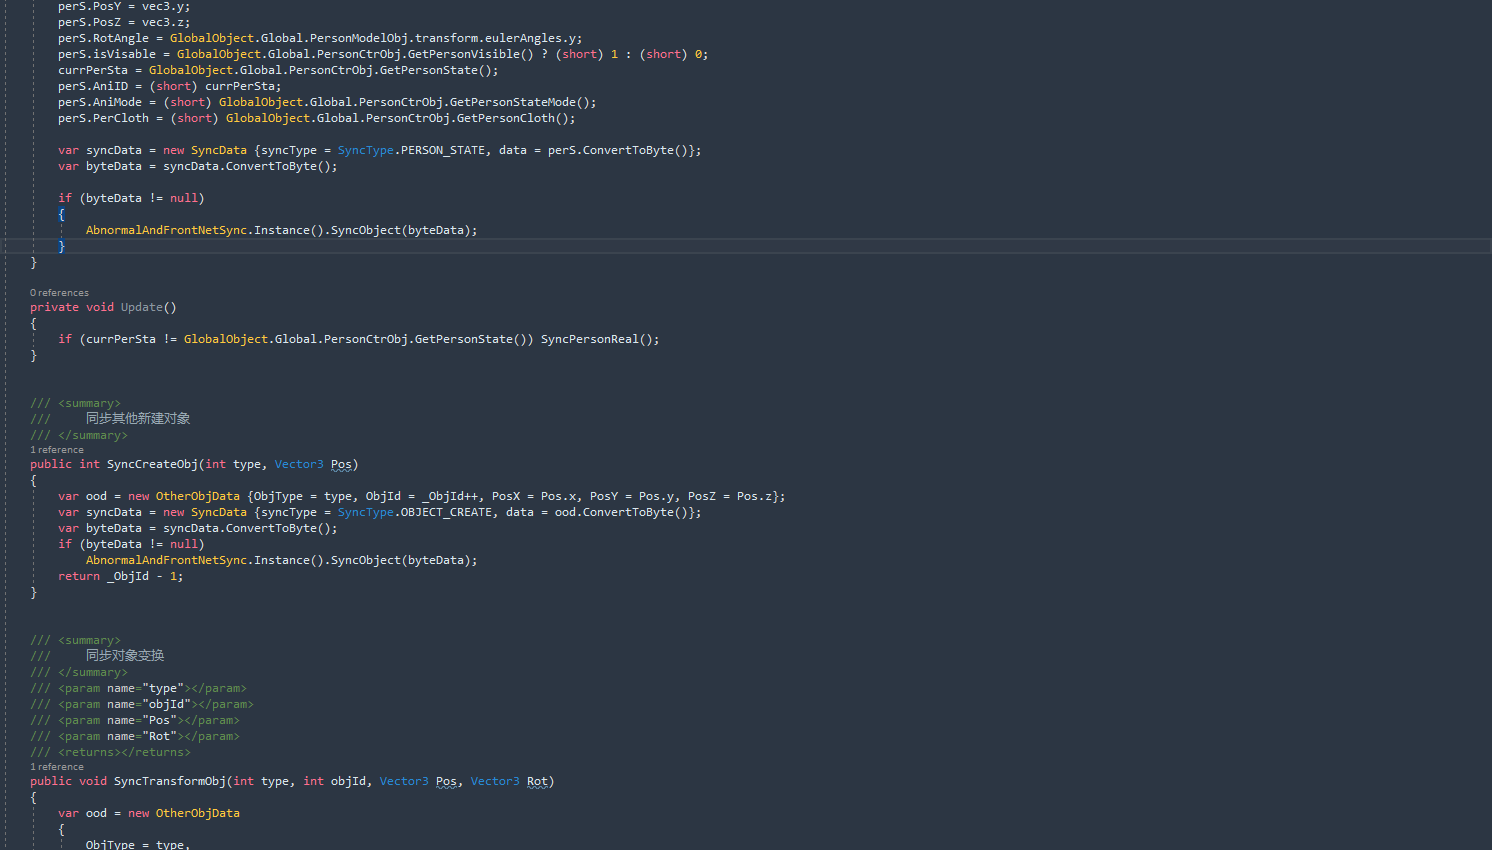 perS.PosY = vec3.y;
perS.PosZ = vec3.z;
perS.RotAngle = GlobalObject.Global.PersonModelObj.transform.eulerAngles.y;
perS.isVisable = GlobalObject.Global.PersonCtrObj.GetPersonVisible() ? (short) 1 : (short) 0;
currPerSta = GlobalObject.Global.PersonCtrObj.GetPersonState();
perS.AniID = (short) currPerSta;
perS.AniMode = (short) GlobalObject.Global.PersonCtrObj.GetPersonStateMode();
perS.PerCloth = (short) GlobalObject.Global.PersonCtrObj.GetPersonCloth();
var syncData = new SyncData {syncType = SyncType.PERSON_STATE, data = perS.ConvertToByte()};
var byteData = syncData.ConvertToByte();
if (byteData != null)
{
AbnormalAndFrontNetSync.Instance().SyncObject(byteData);
}
}
0 references
private void Update()
{
if (currPerSta != GlobalObject.Global.PersonCtrObj.GetPersonState()) SyncPersonReal();
}
/// <summary>
/// 同步其他新建对象
/// </summary>
1 reference
public int SyncCreateObj(int type, Vector3 Pos)
{
var ood = new OtherObjData {ObjType = type, ObjId = _ObjId++, PosX = Pos.x, PosY = Pos.y, PosZ = Pos.z};
var syncData = new SyncData {syncType = SyncType.OBJECT_CREATE, data = ood.ConvertToByte()};
var byteData = syncData.ConvertToByte();
if (byteData != null)
AbnormalAndFrontNetSync.Instance().SyncObject(byteData);
return _ObjId - 1;
}
/// <summary>
/// 同步对象变换
/// </summary>
/// <param name="type"></param>
/// <param name="objId"></param>
/// <param name="Pos"></param>
/// <param name="Rot"></param>
/// <returns></returns>
1 reference
public void SyncTransformObj(int type, int objId, Vector3 Pos, Vector3 Rot)
{
var ood = new OtherObjData
{
ObjType = type,